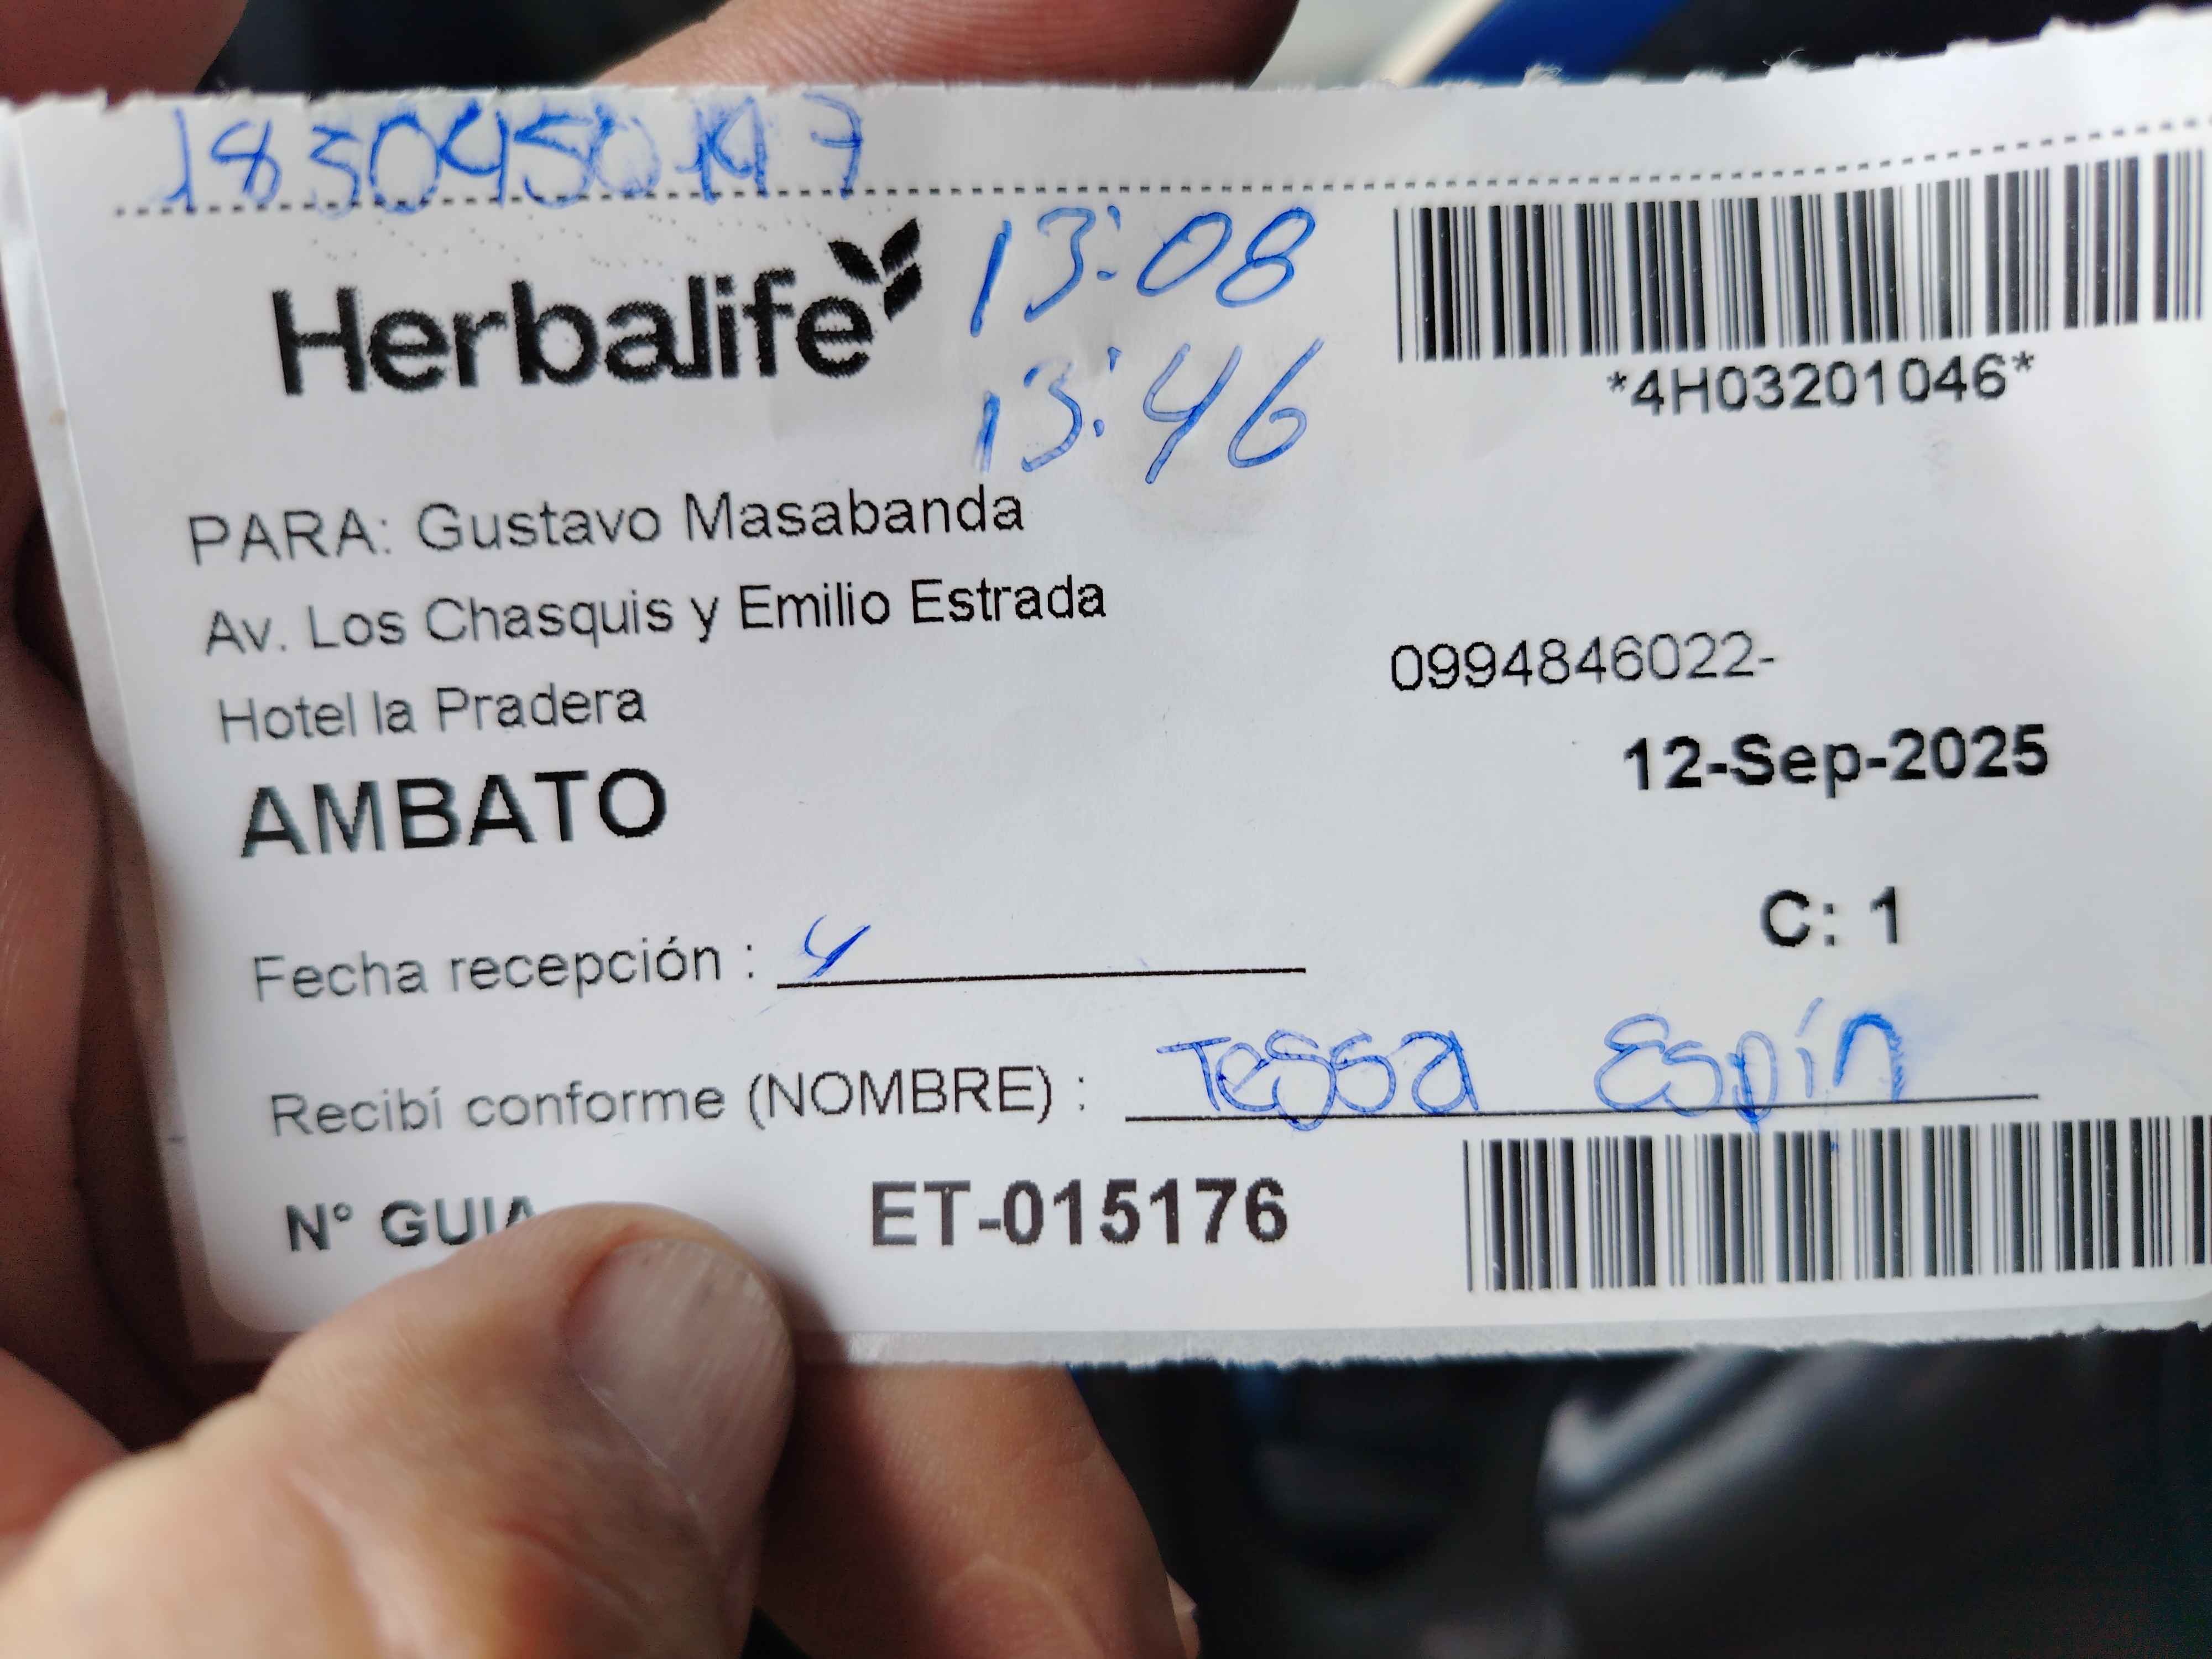 Herbalife
13:08
13:46
*4H03201046*
PARA: Gustavo Masabanda
Av. Los Chasquis y Emilio Estrada
0994846022-
Hotel la Pradera
12-Sep-2025
AMBATO
C: 1
Fecha recepción :
Recibí conforme (NOMBRE) : Tessa Espín
N° GUIA
ET-015176